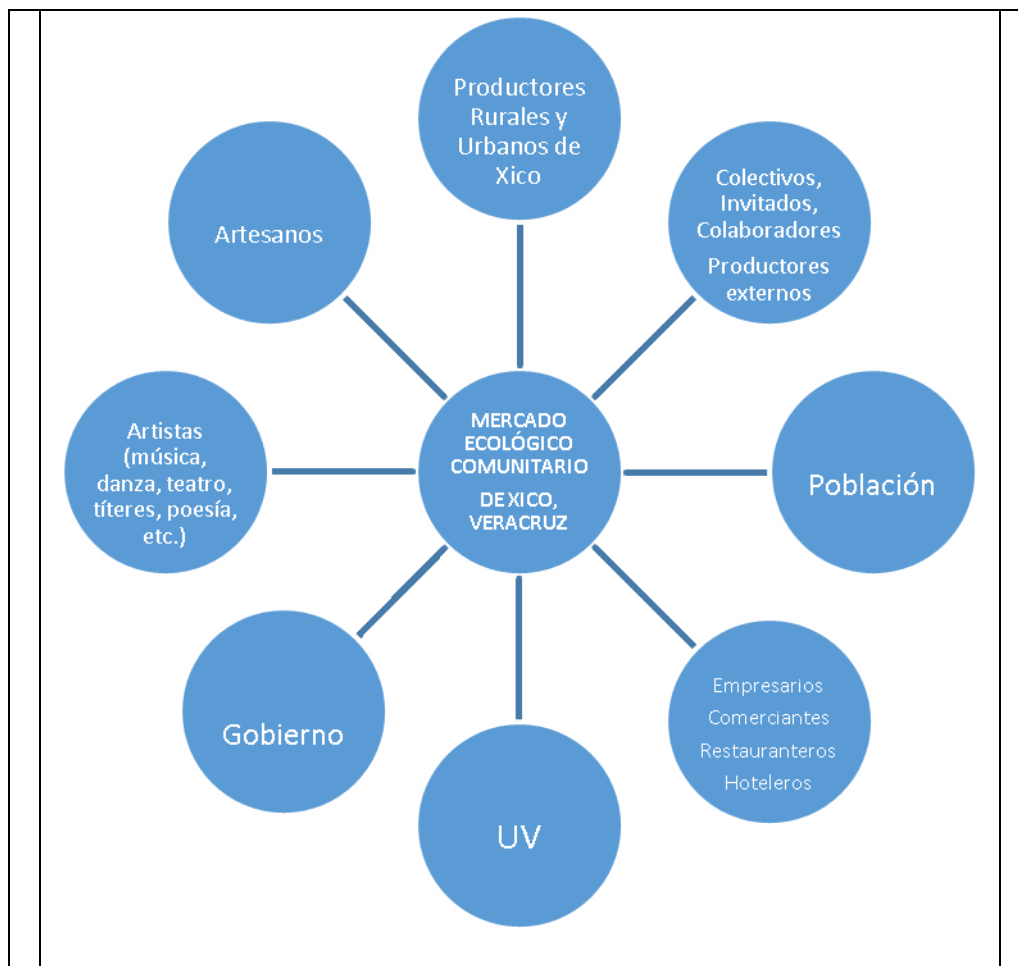 Productores
Rurales y
Urbanos de
Xico
Colectivos,
Invitados,
Colaboradores
Productores
externos
Artesanos
MERCADO
ECOLÓGICO
COMUNITARIO
DE XICO,
VERACRUZ
Artistas
(música,
danza, teatro,
títeres, poesía,
etc.)
Población
Gobierno
Empresarios
Comerciantes
Restauranteros
Hoteleros
UV